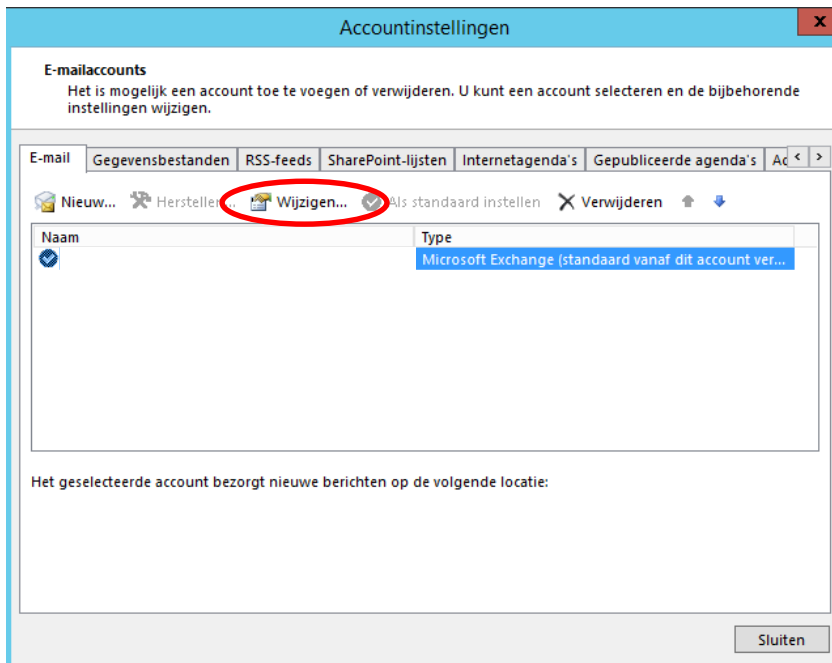 Accountinstellingen
x
E-mailaccounts
Het is mogelijk een account toe te voegen of verwijderen. U kunt een account selecteren en de bijbehorende
instellingen wijzigen.
E-mail Gegevensbestanden RSS-feeds SharePoint-lijsten Internetagenda's Gepubliceerde agenda's
Nieuw... Wijzigen... Als standaard instellen Verwijderen
Naam Type
Microsoft Exchange (standaard vanaf dit account ver...
Het geselecteerde account bezorgt nieuwe berichten op de volgende locatie:
Sluiten